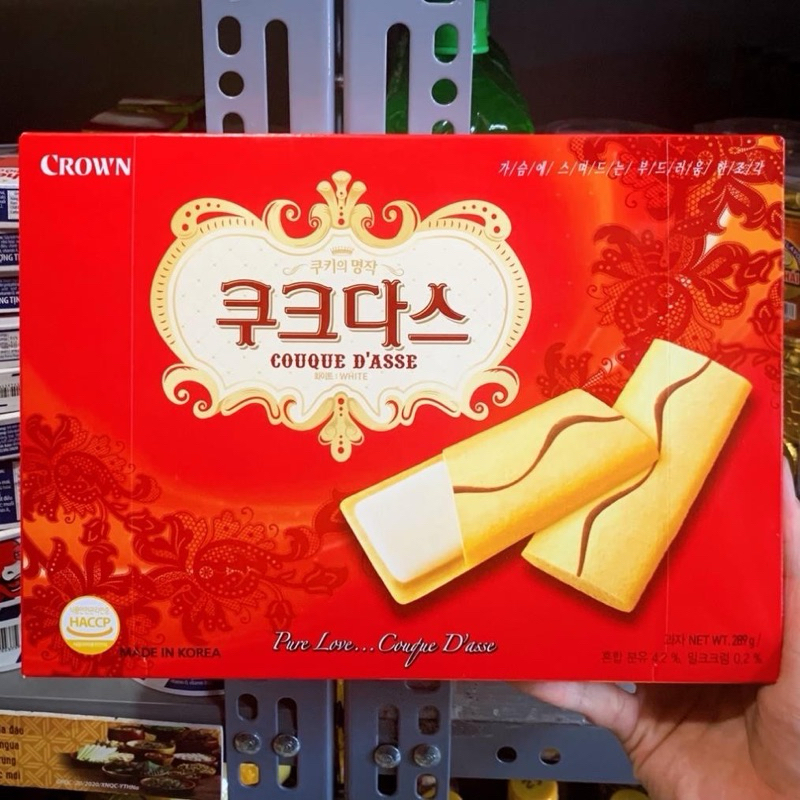 CROWN
가/슴/에/ 스/며/드/는/ 부/드/러/움/ 한/조/각
쿠키의 명작
쿠크다스
COUQUE D'ASSE
화이트 : WHITE
HACCP
MADE IN KOREA
Pure Love... Couque D'asse
과자 NET WT. 289g/
혼합 분유 4.2 %, 밀크크림 0.2 %